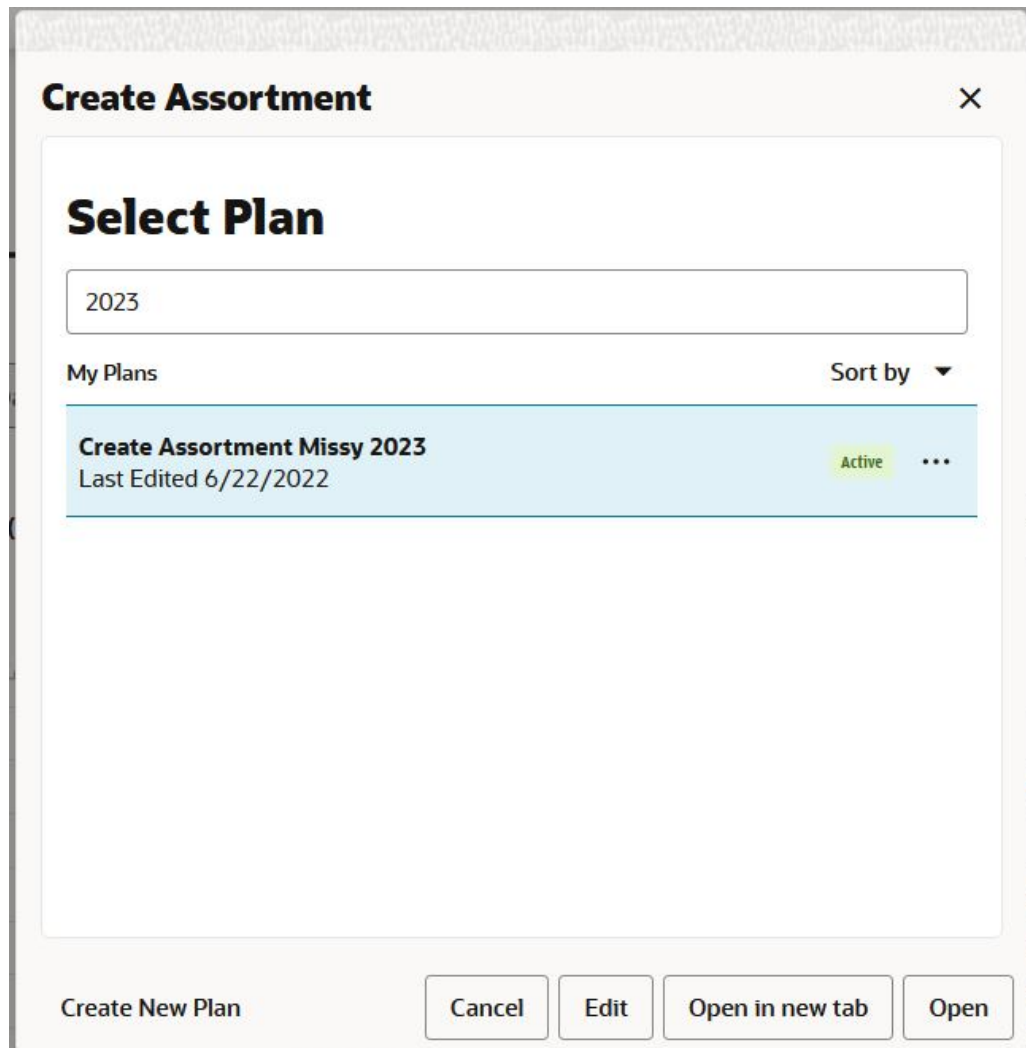 Create Assortment
Select Plan
2023
My Plans
Sort by
Create Assortment Missy 2023
Last Edited 6/22/2022
Active
Create New Plan
Cancel
Edit
Open in new tab
Open